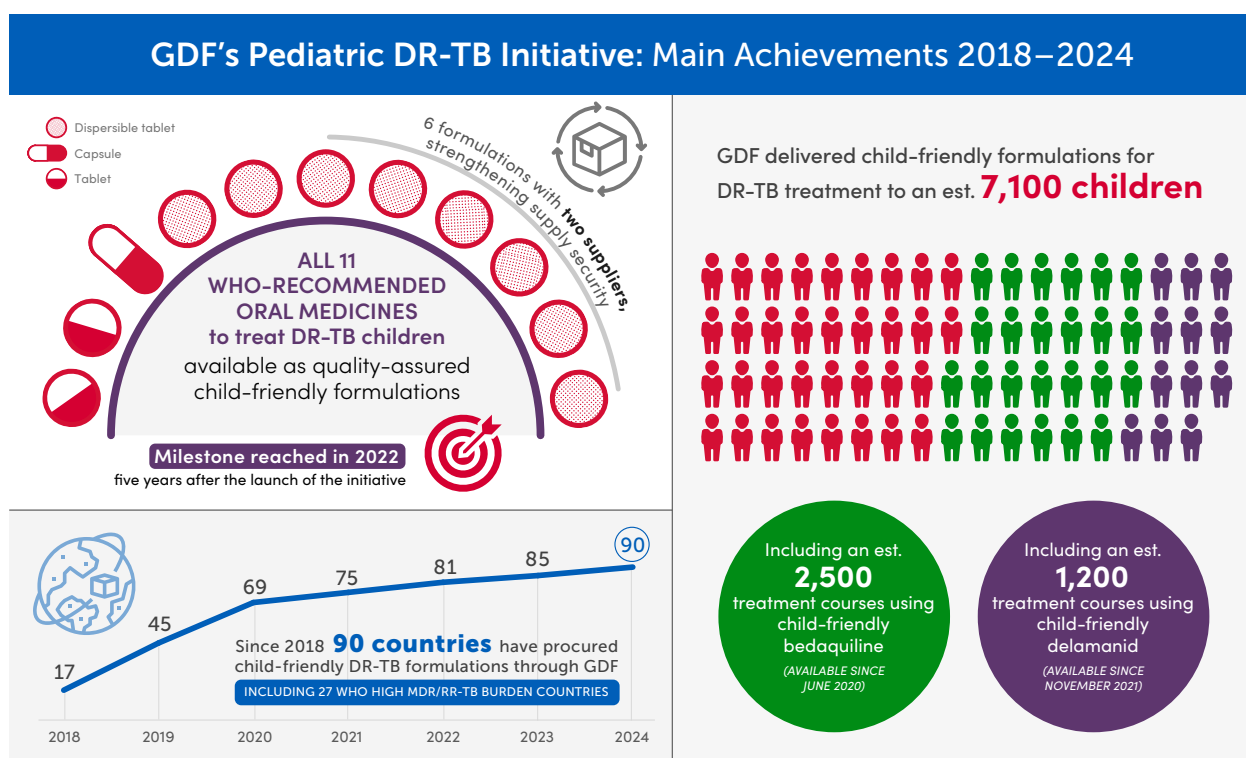 GDF's Pediatric DR-TB Initiative: Main Achievements 2018–2024
Dispersible tablet
Capsule
Tablet
6 formulations with two suppliers,
strengthening supply security
ALL 11
WHO-RECOMMENDED
ORAL MEDICINES
to treat DR-TB children
available as quality-assured
child-friendly formulations
Milestone reached in 2022
five years after the launch of the initiative
GDF delivered child-friendly formulations for
DR-TB treatment to an est. 7,100 children
Including an est.
2,500
treatment courses using
child-friendly
bedaquiline
(AVAILABLE SINCE
JUNE 2020)
Including an est.
1,200
treatment courses using
child-friendly
delamanid
(AVAILABLE SINCE
NOVEMBER 2021)
17
45
69
75
81
85
90
Since 2018 90 countries have procured
child-friendly DR-TB formulations through GDF
INCLUDING 27 WHO HIGH MDR/RR-TB BURDEN COUNTRIES
2018
2019
2020
2021
2022
2023
2024